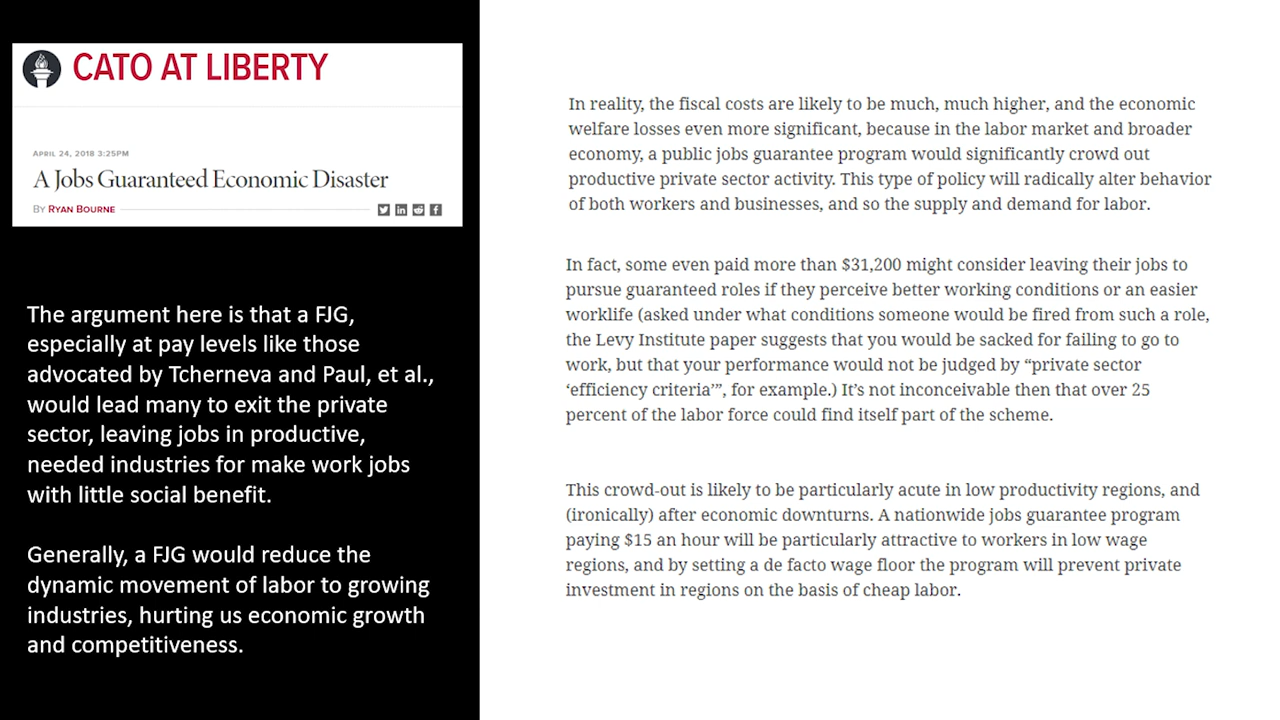 CATO AT LIBERTY
APRIL 24, 2018 3:25PM
A Jobs Guaranteed Economic Disaster
BY RYAN BOURNE
The argument here is that a FJG,
especially at pay levels like those
advocated by Tcherneva and Paul, et al.,
would lead many to exit the private
sector, leaving jobs in productive,
needed industries for make work jobs
with little social benefit.
Generally, a FJG would reduce the
dynamic movement of labor to growing
industries, hurting us economic growth
and competitiveness.
In reality, the fiscal costs are likely to be much, much higher, and the economic
welfare losses even more significant, because in the labor market and broader
economy, a public jobs guarantee program would significantly crowd out
productive private sector activity. This type of policy will radically alter behavior
of both workers and businesses, and so the supply and demand for labor.
In fact, some even paid more than $31,200 might consider leaving their jobs to
pursue guaranteed roles if they perceive better working conditions or an easier
worklife (asked under what conditions someone would be fired from such a role,
the Levy Institute paper suggests that you would be sacked for failing to go to
work, but that your performance would not be judged by “private sector
‘efficiency criteria’”, for example.) It’s not inconceivable then that over 25
percent of the labor force could find itself part of the scheme.
This crowd-out is likely to be particularly acute in low productivity regions, and
(ironically) after economic downturns. A nationwide jobs guarantee program
paying $15 an hour will be particularly attractive to workers in low wage
regions, and by setting a de facto wage floor the program will prevent private
investment in regions on the basis of cheap labor.